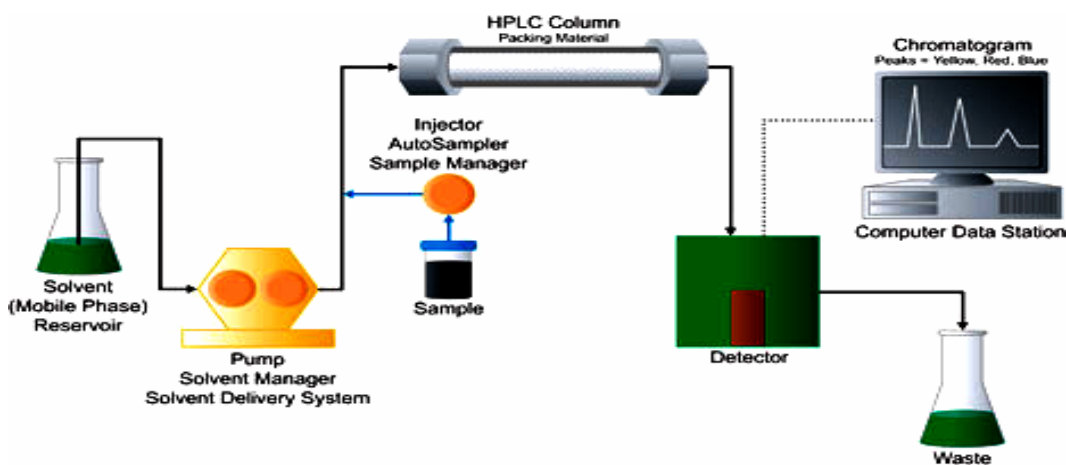 HPLC Column
Packing Material
Chromatogram
Peaks = Yellow, Red, Blue
Injector
AutoSampler
Sample Manager
Solvent
(Mobile Phase)
Reservoir
Sample
Computer Data Station
Pump
Solvent Manager
Solvent Delivery System
Detector
Waste